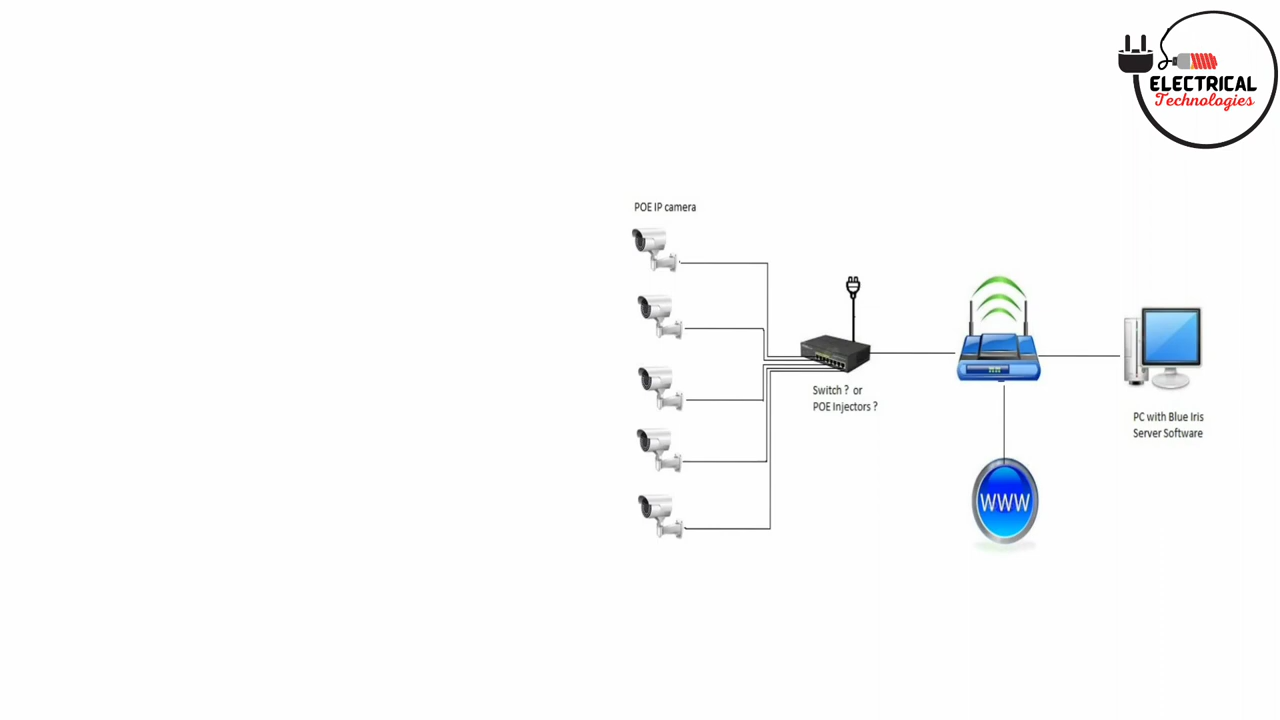 ELECTRICAL
Technologies
POE IP camera
Switch ? or
POE Injectors ?
PC with Blue Iris
Server Software
WWW